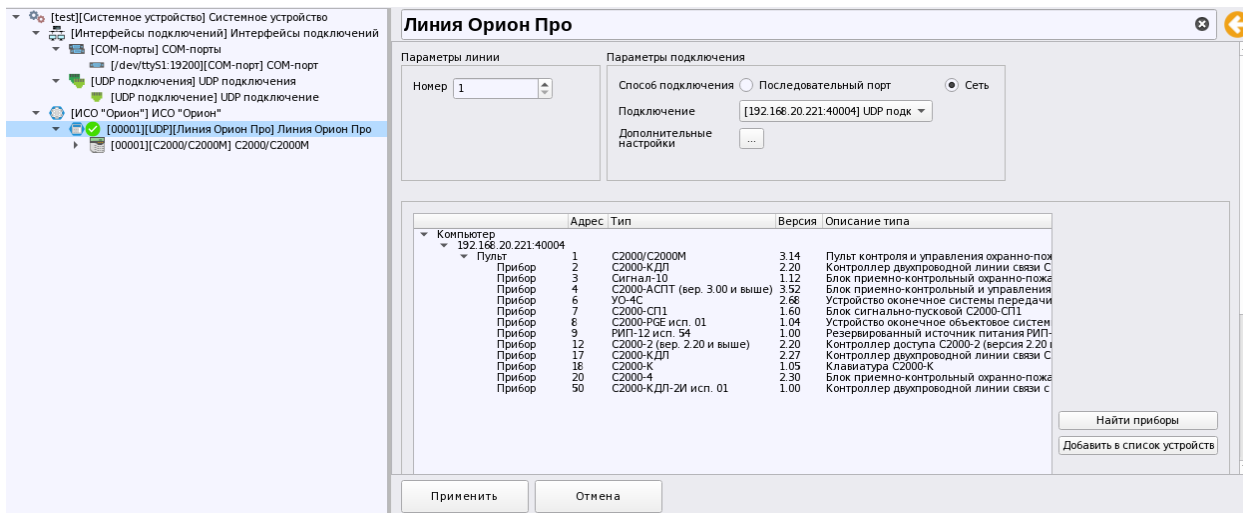 [test][Системное устройство] Системное устройство
[Интерфейсы подключений] Интерфейсы подключений
[COM-порты] COM-порты
[/dev/ttyS1:19200][COM-порт] COM-порт
[UDP подключения] UDP подключения
[UDP подключение] UDP подключение
[ИСО "Орион"] ИСО "Орион"
[00001][UDP][Линия Орион Про] Линия Орион Про
[00001][С2000/С2000М] С2000/С2000М
Линия Орион Про
Параметры линии
Номер 1
Параметры подключения
Способ подключения Последовательный порт Сеть
Подключение [192.168.20.221:40004] UDP подк
Дополнительные
настройки ...
Адрес Тип Версия Описание типа
Компьютер
192.168.20.221:40004
Пульт 1 С2000/С2000М 3.14 Пульт контроля и управления охранно-пож
Прибор 2 С2000-КДЛ 2.20 Контроллер двухпроводной линии связи С
Прибор 3 Сигнал-10 1.12 Блок приемно-контрольный охранно-пожа
Прибор 4 С2000-АСПТ (вер. 3.00 и выше) 3.52 Блок приемно-контрольный и управления
Прибор 6 УО-4С 2.68 Устройство оконечное системы передачи
Прибор 7 С2000-СП1 1.60 Блок сигнально-пусковой С2000-СП1
Прибор 8 С2000-PGE исп. 01 1.04 Устройство оконечное объектовое систем
Прибор 9 РИП-12 исп. 54 1.00 Резервированный источник питания РИП-
Прибор 12 С2000-2 (вер. 2.20 и выше) 2.20 Контроллер доступа С2000-2 (версия 2.20 и
Прибор 17 С2000-КДЛ 2.27 Контроллер двухпроводной линии связи С
Прибор 18 С2000-К 1.05 Клавиатура С2000-К
Прибор 20 С2000-4 2.30 Блок приемно-контрольный охранно-пожа
Прибор 50 С2000-КДЛ-2И исп. 01 1.00 Контроллер двухпроводной линии связи с
Найти приборы
Добавить в список устройств
Применить Отмена